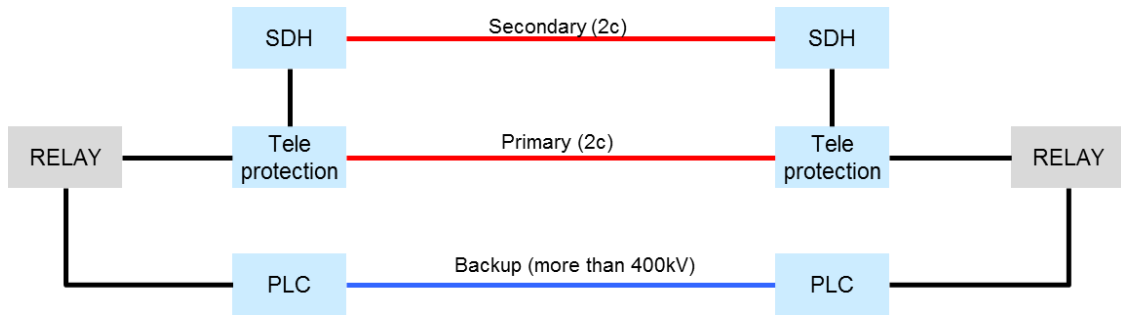 SDH
Secondary (2c)
SDH
RELAY
Tele
protection
Primary (2c)
Tele
protection
RELAY
PLC
Backup (more than 400kV)
PLC